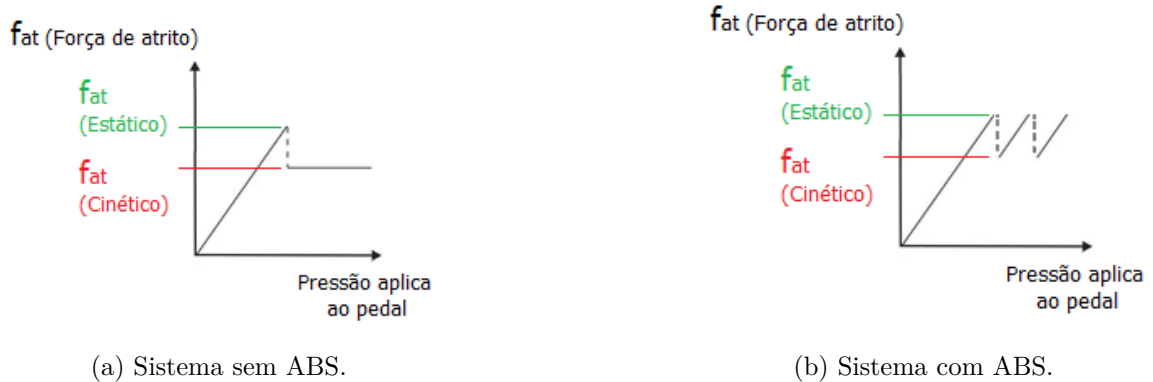 fat (Força de atrito)
fat
(Estático)
fat
(Cinético)
Pressão aplica
ao pedal
(a) Sistema sem ABS.
fat (Força de atrito)
fat
(Estático)
fat
(Cinético)
Pressão aplica
ao pedal
(b) Sistema com ABS.